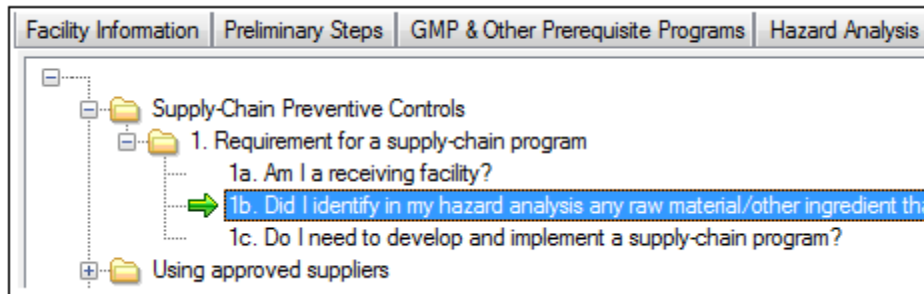 Facility Information Preliminary Steps GMP & Other Prerequisite Programs Hazard Analysis
Supply-Chain Preventive Controls
1. Requirement for a supply-chain program
1a. Am I a receiving facility?
1b. Did I identify in my hazard analysis any raw material/other ingredient tha
1c. Do I need to develop and implement a supply-chain program?
Using approved suppliers